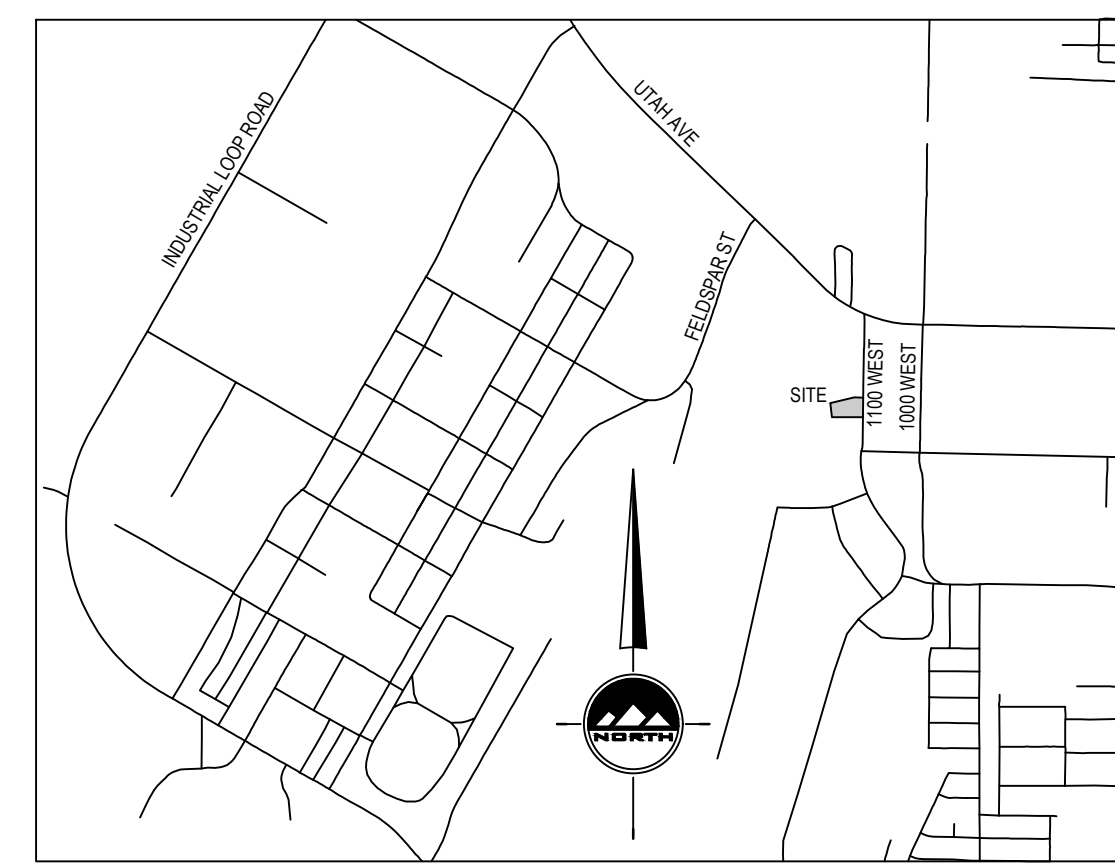 INDUSTRIAL LOOP ROAD
UTAH AVE
FELDSPAR ST
SITE
1100 WEST
1000 WEST
NORTH